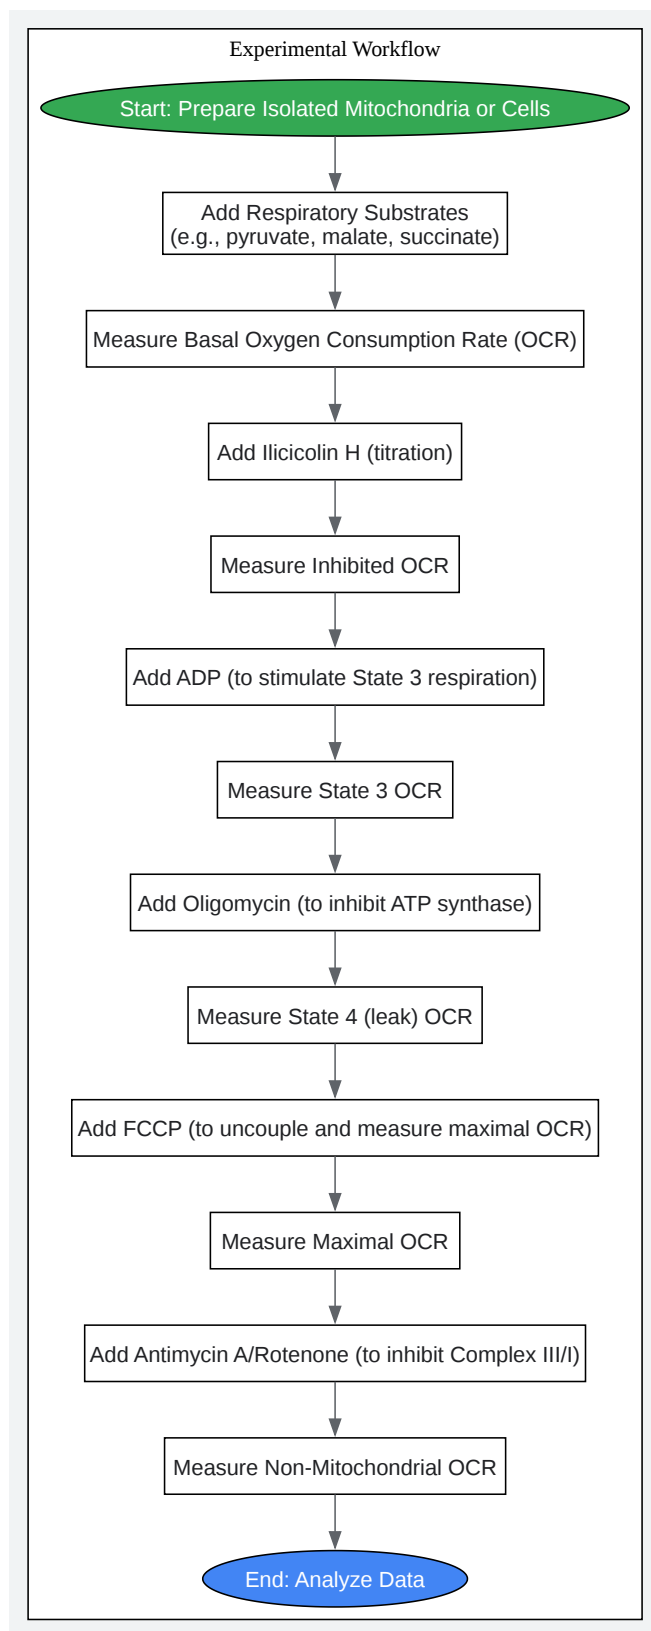 Experimental Workflow
Start: Prepare Isolated Mitochondria or Cells
Add Respiratory Substrates
(e.g., pyruvate, malate, succinate)
Measure Basal Oxygen Consumption Rate (OCR)
Add Ilicicolin H (titration)
Measure Inhibited OCR
Add ADP (to stimulate State 3 respiration)
Measure State 3 OCR
Add Oligomycin (to inhibit ATP synthase)
Measure State 4 (leak) OCR
Add FCCP (to uncouple and measure maximal OCR)
Measure Maximal OCR
Add Antimycin A/Rotenone (to inhibit Complex III/I)
Measure Non-Mitochondrial OCR
End: Analyze Data